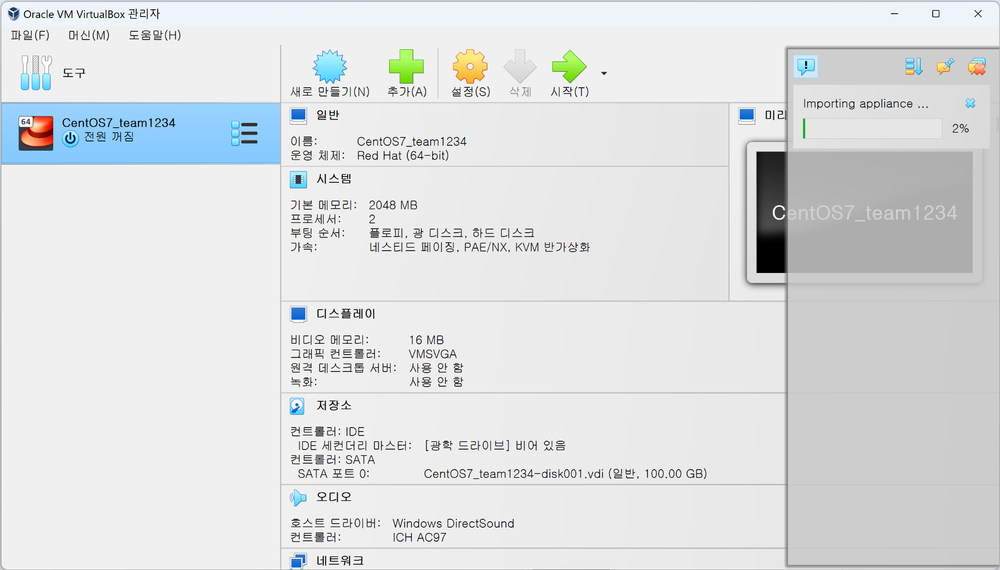 Oracle VM VirtualBox 관리자
파일(F) 머신(M) 도움말(H)
도구
새로 만들기(N) 추가(A) 설정(S) 삭제 시작(T)
64
CentOS7_team1234
전원 꺼짐
일반
이름: CentOS7_team1234
운영 체제: Red Hat (64-bit)
시스템
기본 메모리: 2048 MB
프로세서: 2
부팅 순서: 플로피, 광 디스크, 하드 디스크
가속: 네스티드 페이징, PAE/NX, KVM 반가상화
디스플레이
비디오 메모리: 16 MB
그래픽 컨트롤러: VMSVGA
원격 데스크톱 서버: 사용 안 함
녹화: 사용 안 함
저장소
컨트롤러: IDE
IDE 세컨더리 마스터: [광학 드라이브] 비어 있음
컨트롤러: SATA
SATA 포트 0: CentOS7_team1234-disk001.vdi (일반, 100.00 GB)
오디오
호스트 드라이버: Windows DirectSound
컨트롤러: ICH AC97
네트워크
미리
CentOS7_team1234
Importing appliance ...
2%